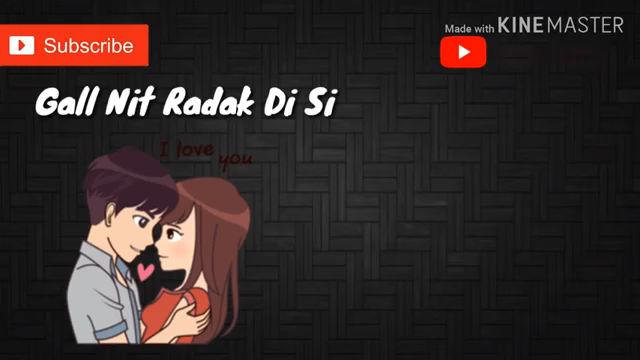 Subscribe
Made with KINEMASTER
Gall Nit Radak Di Si
I love you